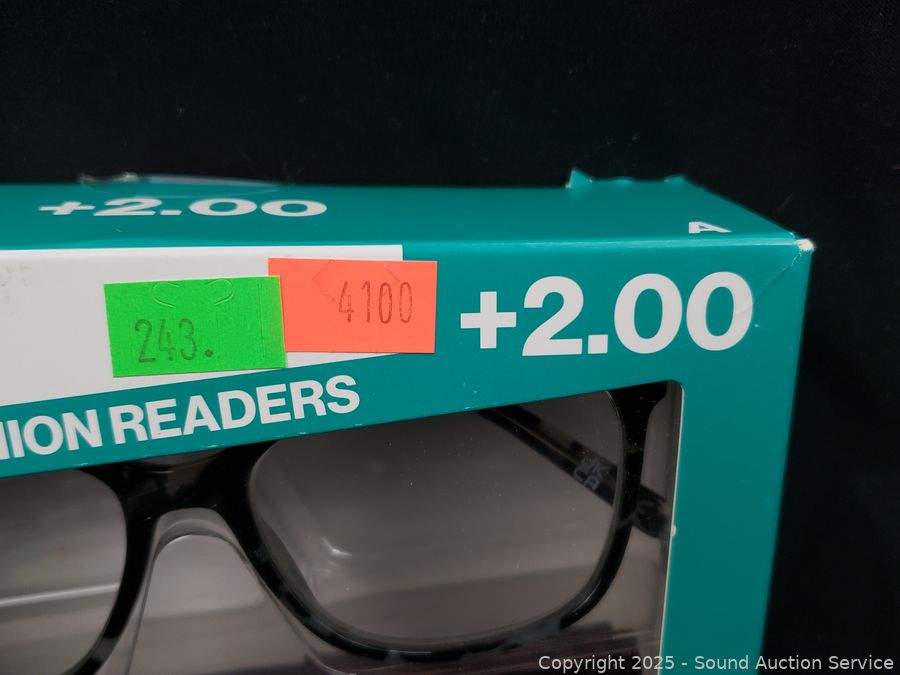 +2.00
A
4100
243.
+2.00
NION READERS
Copyright 2025 - Sound Auction Service